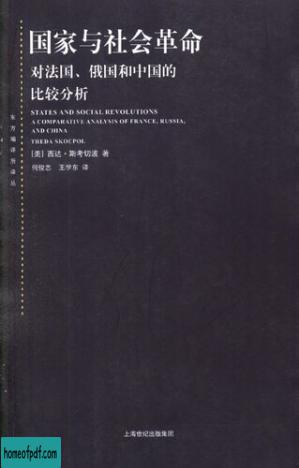 国家与社会革命
对法国、俄国和中国的
比较分析
STATES AND SOCIAL REVOLUTIONS
A COMPARATIVE ANALYSIS OF FRANCE, RUSSIA,
AND CHINA
THEDA SKOCPOL
[美] 西达·斯考切波 著
何俊志 王学东 译
东方编译所译丛
上海世纪出版集团
homeofpdf.com